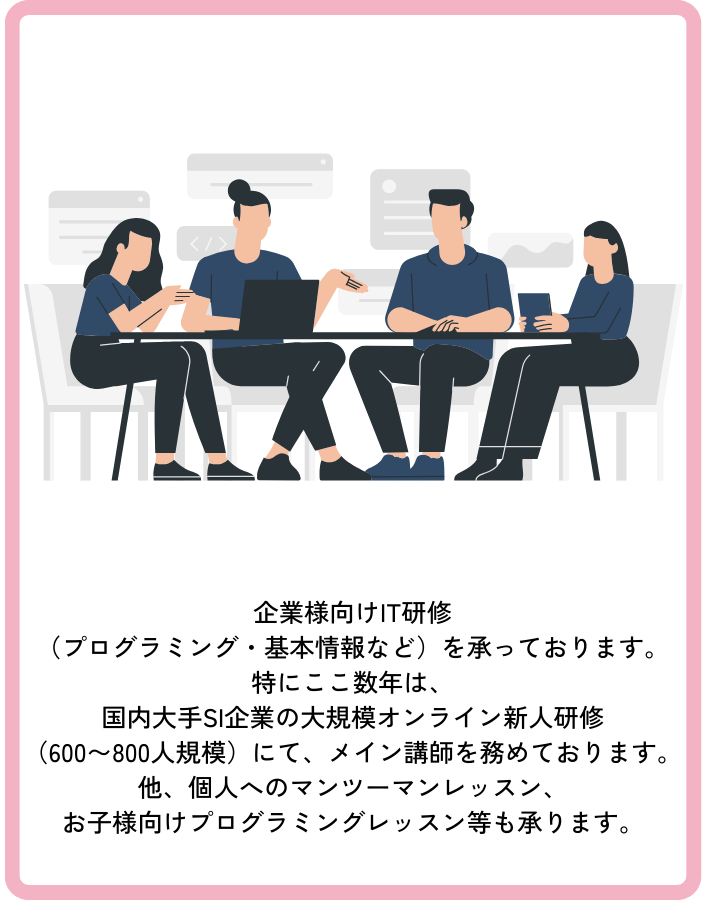 企業様向けIT研修
（プログラミング・基本情報など）を承っております。
特にここ数年は、
国内大手SI企業の大規模オンライン新人研修
（600〜800人規模）にて、メイン講師を務めております。
他、個人へのマンツーマンレッスン、
お子様向けプログラミングレッスン等も承ります。